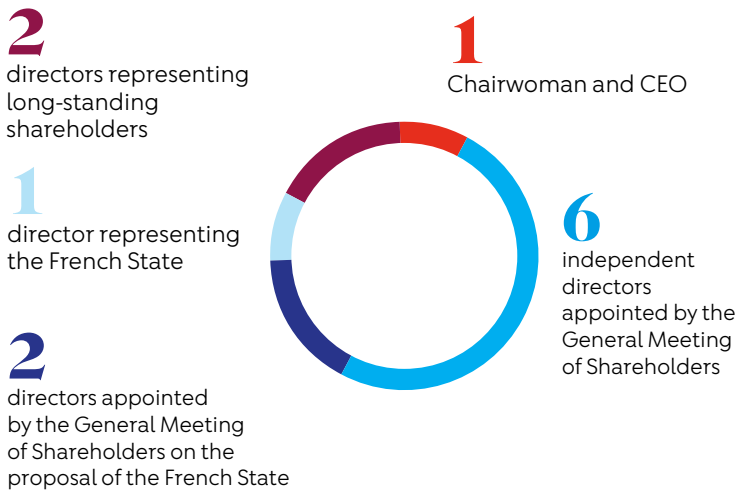 2
directors representing
long-standing
shareholders
1
Chairwoman and CEO
1
director representing
the French State
6
independent
directors
appointed by the
General Meeting
of Shareholders
2
directors appointed
by the General Meeting
of Shareholders on the
proposal of the French State